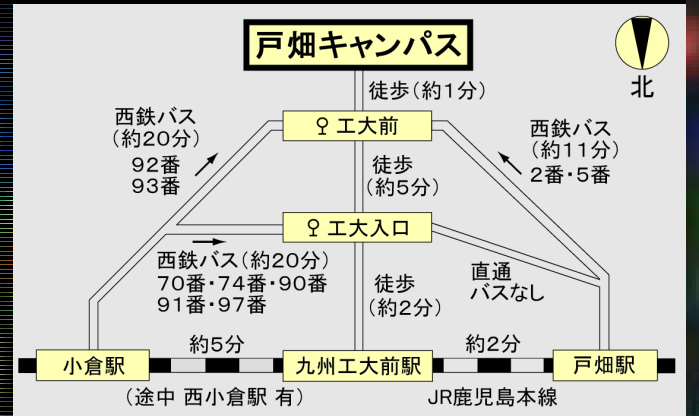 戸畑キャンパス
北
徒歩(約1分)
工大前
西鉄バス
(約20分)
92番
93番
西鉄バス
(約11分)
2番・5番
徒歩
(約5分)
工大入口
西鉄バス(約20分)
70番・74番・90番
91番・97番
徒歩
(約2分)
直通
バスなし
約5分
約2分
小倉駅
九州工大前駅
戸畑駅
(途中 西小倉駅 有)
JR鹿児島本線